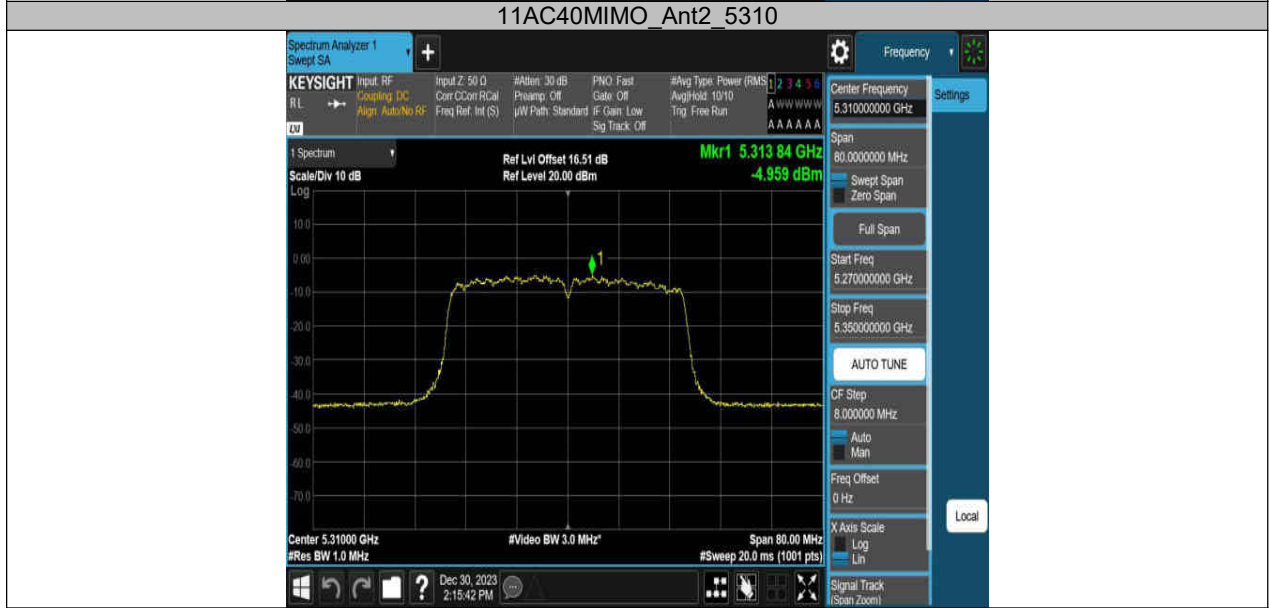 11AC40MIMO_Ant2_5310
Spectrum Analyzer 1
Swept SA
+
Frequency
KEYSIGHT
RL
LXI
Input: RF
Coupling: DC
Align: Auto/No RF
Input Z: 50 Ω
Corr CCorr RCal
Freq Ref: Int (S)
#Atten: 30 dB
Preamp: Off
µW Path: Standard
PNO: Fast
Gate: Off
IF Gain: Low
Sig Track: Off
#Avg Type: Power (RMS
Avg|Hold: 10/10
Trig: Free Run
1 2 3 4 5 6
A W W W W W
A A A A A A
Center Frequency
5.310000000 GHz
Settings
Span
80.0000000 MHz
Swept Span
Zero Span
Full Span
Start Freq
5.270000000 GHz
Stop Freq
5.350000000 GHz
AUTO TUNE
CF Step
8.000000 MHz
Auto
Man
Freq Offset
0 Hz
X Axis Scale
Log
Lin
Local
Signal Track
(Span Zoom)
1 Spectrum
Scale/Div 10 dB
Ref Lvl Offset 16.51 dB
Ref Level 20.00 dBm
Mkr1 5.313 84 GHz
-4.959 dBm
Log
10.0
0.00
-10.0
-20.0
-30.0
-40.0
-50.0
-60.0
-70.0
1
Center 5.31000 GHz
#Res BW 1.0 MHz
#Video BW 3.0 MHz*
Span 80.00 MHz
#Sweep 20.0 ms (1001 pts)
?
Dec 30, 2023
2:15:42 PM